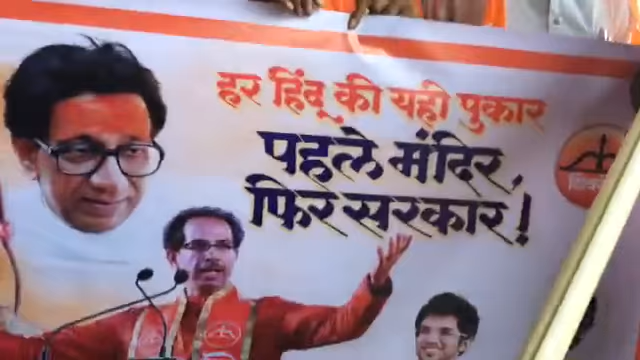 हर हिंदू की यही पुकार
पहले मंदिर,
फिर सरकार!